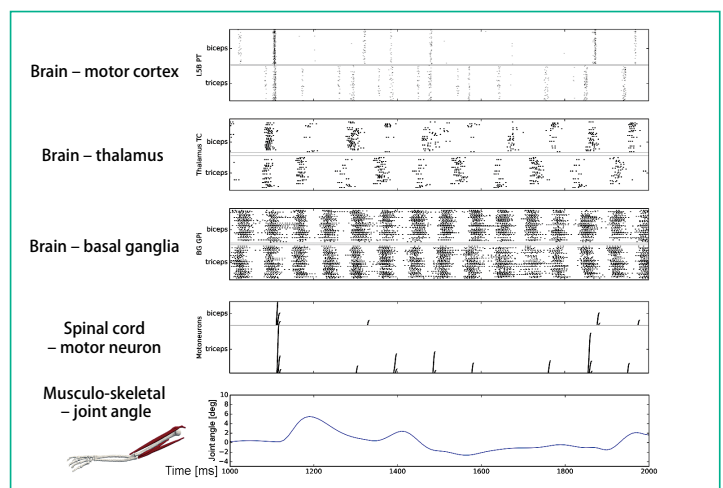 Brain – motor cortex
L5B PT
biceps
triceps
Brain – thalamus
Thalamus TC
biceps
triceps
Brain – basal ganglia
BG GPi
biceps
triceps
Spinal cord
– motor neuron
Motoneurons
biceps
triceps
Musculo-skeletal
– joint angle
Joint angle [deg]
10
8
6
4
2
0
−2
−4
Time [ms]
1000 1200 1400 1600 1800 2000